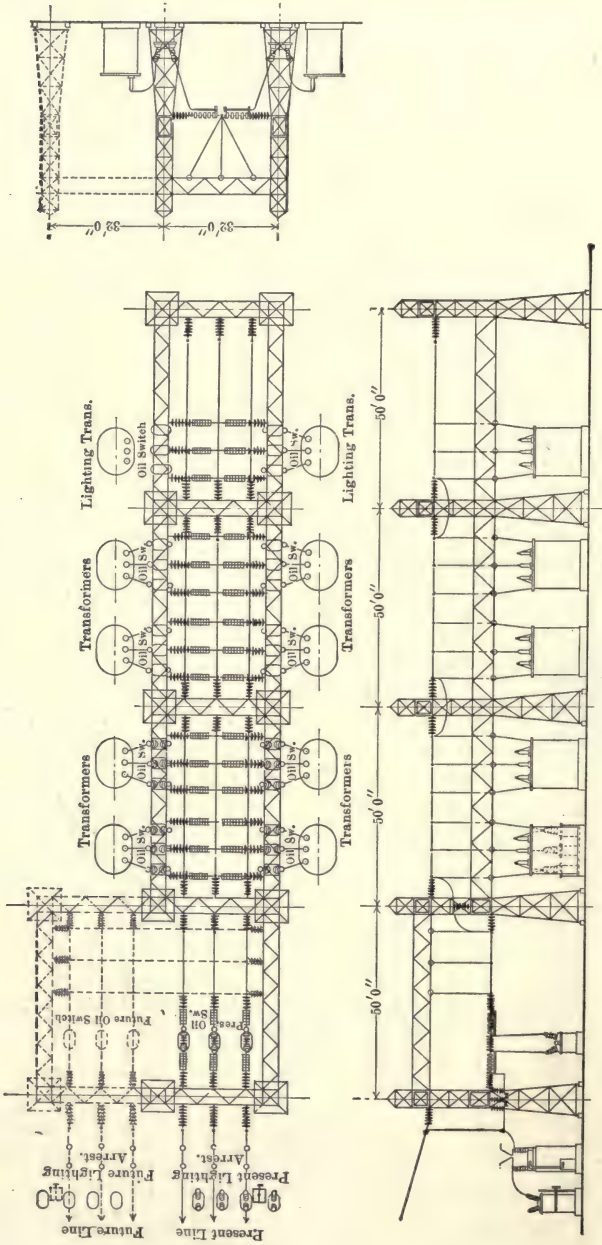 32'0"
32'0"
Lighting Trans.
Oil Switch
Oil Sw.
Lighting Trans.
Transformers
Oil Sw.
Oil Sw.
Oil Sw.
Oil Sw.
Transformers
Transformers
Oil Sw.
Oil Sw.
Oil Sw.
Oil Sw.
Transformers
Future Oil Switch
Pres. Oil
Sw.
Future Lighting
Arrest.
Present Lighting
Arrest.
Future Line
Present Line
50'0"
50'0"
50'0"
50'0"